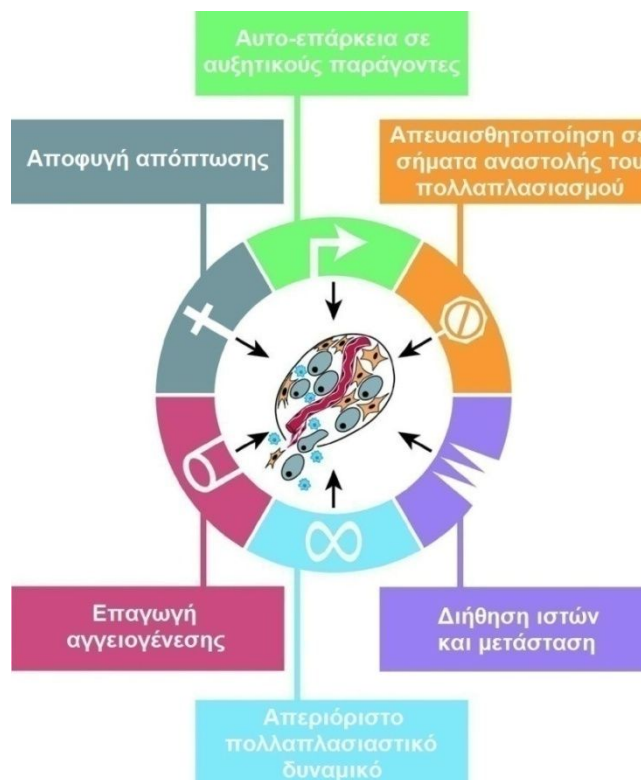 Αυτο-επάρκεια σε
αυξητικούς παράγοντες
Αποφυγή απόπτωσης
Απευαισθητοποίηση σε
σήματα αναστολής του
πολλαπλασιασμού
Επαγωγή
αγγειογένεσης
Διήθηση ιστών
και μετάσταση
Απεριόριστο
πολλαπλασιαστικό
δυναμικό